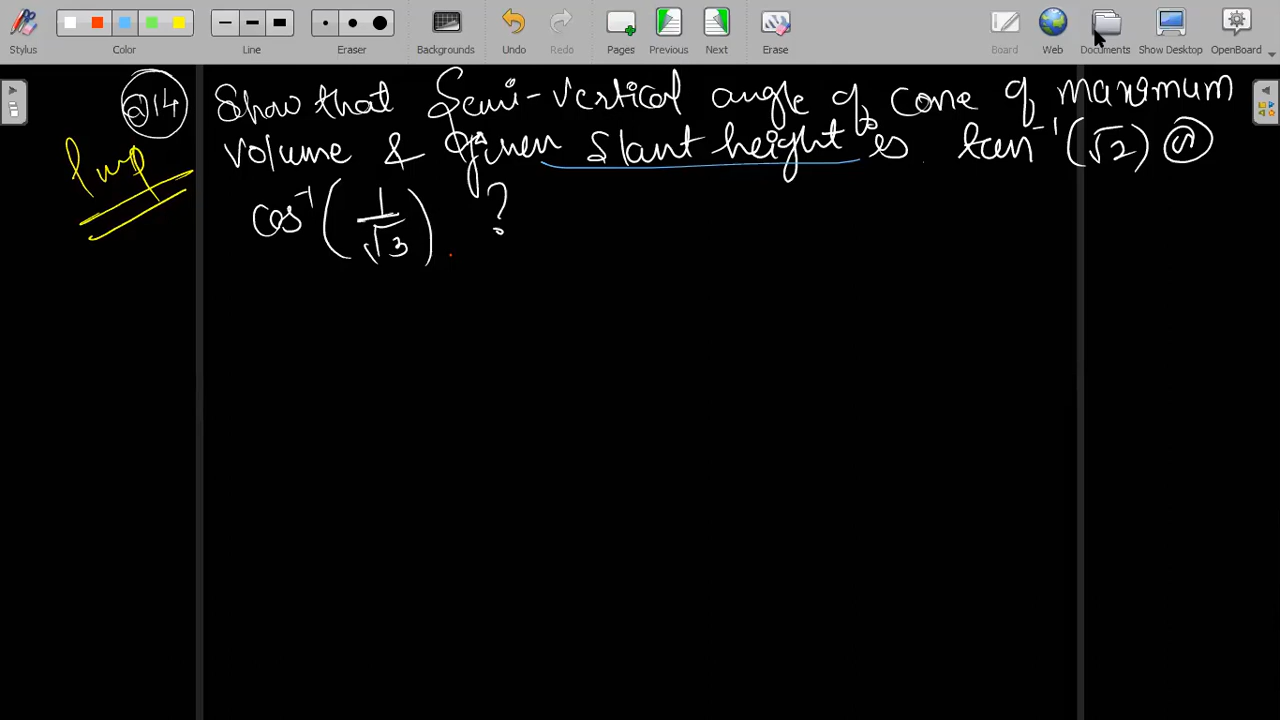 Stylus Color Line Eraser Backgrounds Undo Redo Pages Previous Next Erase Board Web Documents Show Desktop OpenBoard
Q14 Show that Semi-vertical angle of cone of maximum
Imp volume & given slant height is tan⁻¹(√2) or
cos⁻¹(1/√3) ?